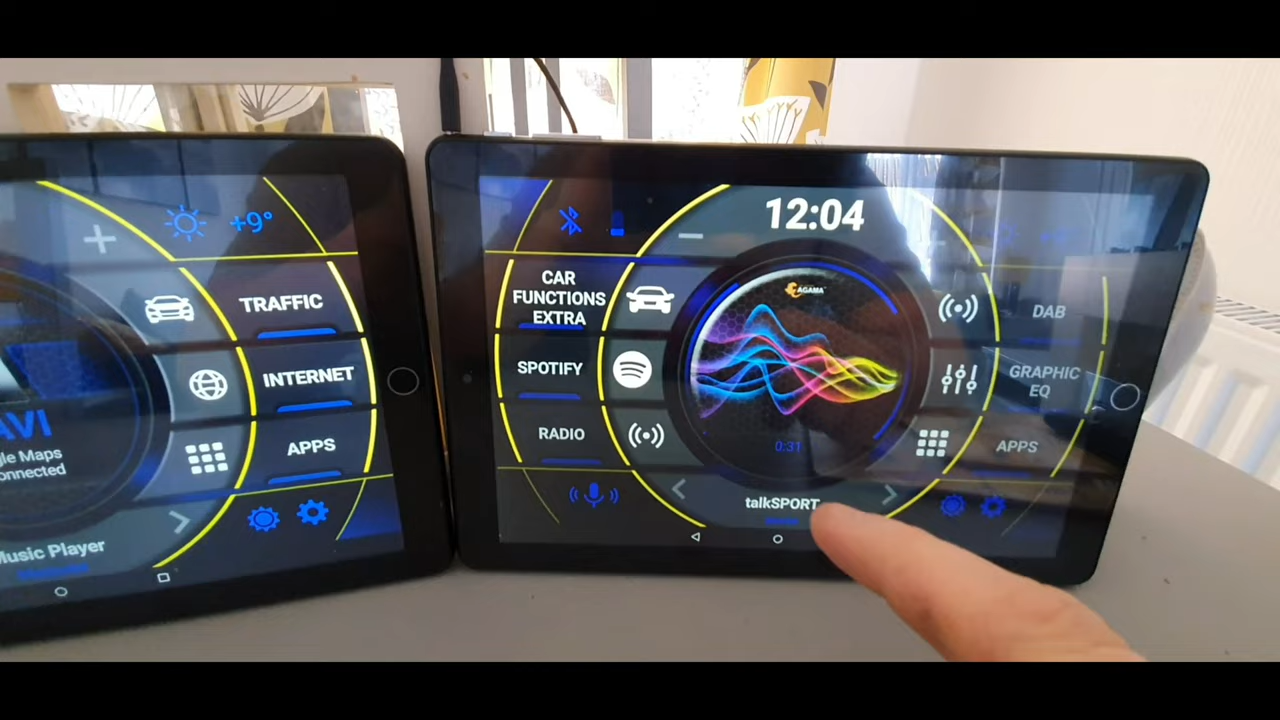 +9°
TRAFFIC
INTERNET
APPS
AVI
gle Maps
onnected
Music Player
12:04
CAR
FUNCTIONS
EXTRA
SPOTIFY
RADIO
AGAMA
0:31
talkSPORT
DAB
GRAPHIC
EQ
APPS